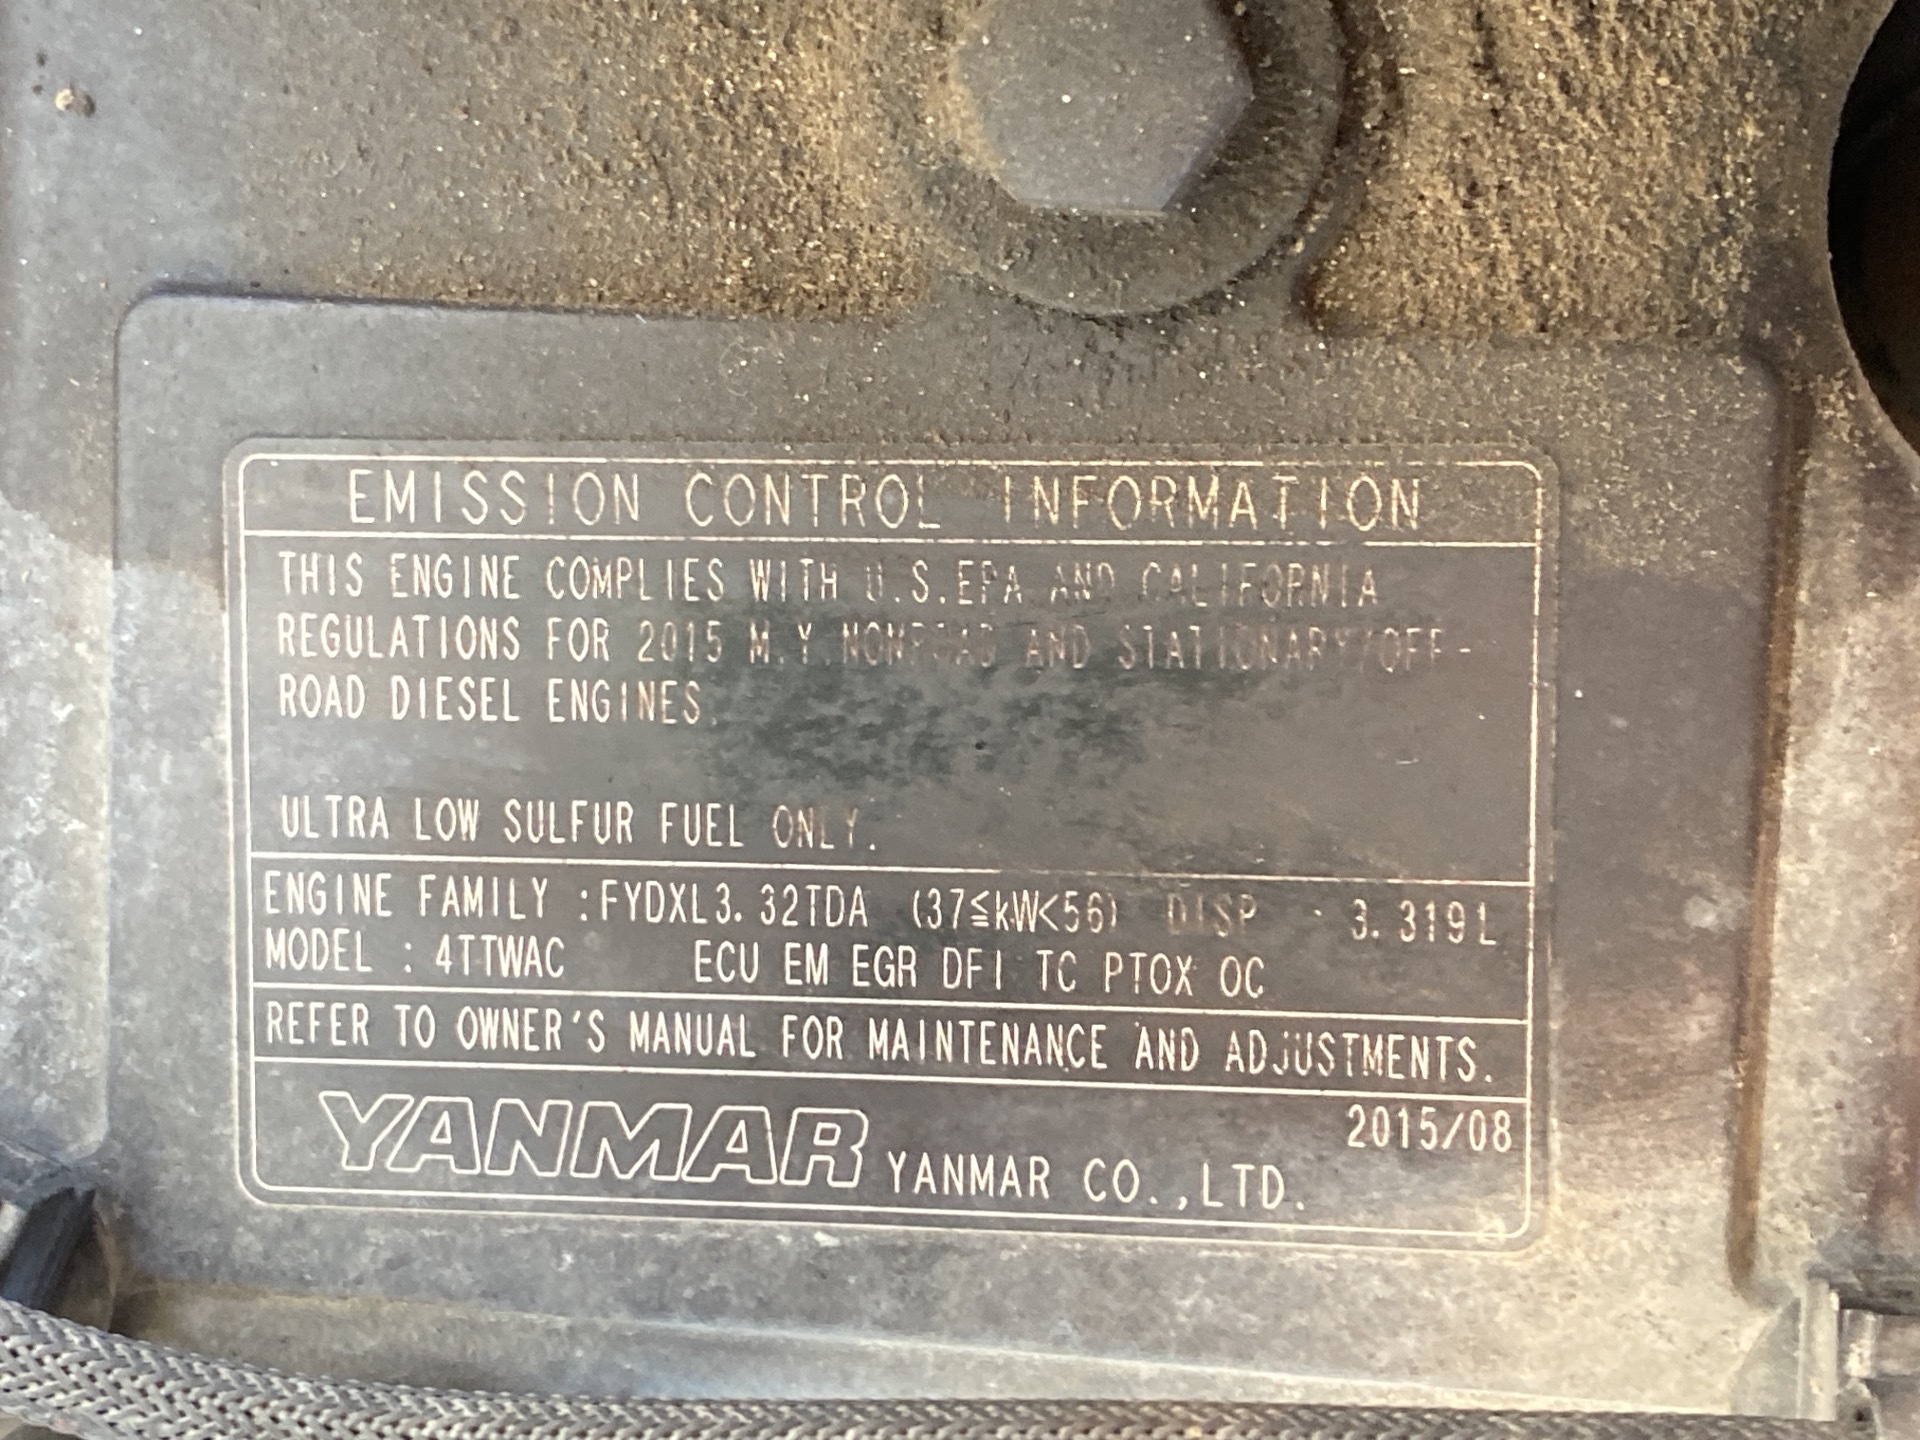 EMISSION CONTROL INFORMATION
THIS ENGINE COMPLIES WITH U.S.EPA AND CALIFORNIA
REGULATIONS FOR 2015 M.Y NONROAD AND STATIONARY/OFF-
ROAD DIESEL ENGINES.
ULTRA LOW SULFUR FUEL ONLY.
ENGINE FAMILY :FYDXL3.32TDA (37≦kW<56) DISP : 3.319L
MODEL : 4TTWAC ECU EM EGR DFI TC PTOX OC
REFER TO OWNER'S MANUAL FOR MAINTENANCE AND ADJUSTMENTS.
2015/08
YANMAR YANMAR CO.,LTD.